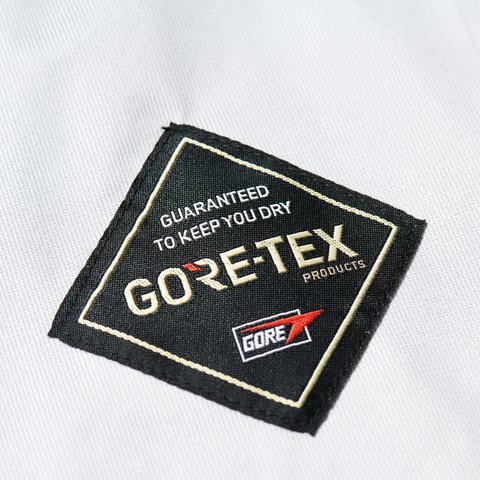 GUARANTEED
TO KEEP YOU DRY
GORE-TEX
PRODUCTS
GORE